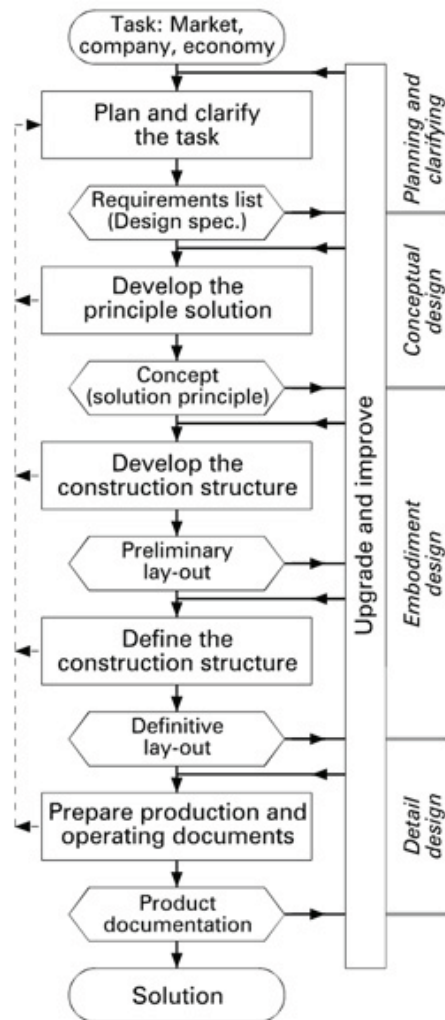 Task: Market,
company, economy
Plan and clarify
the task
Requirements list
(Design spec.)
Develop the
principle solution
Concept
(solution principle)
Develop the
construction structure
Preliminary
lay-out
Define the
construction structure
Definitive
lay-out
Prepare production and
operating documents
Product
documentation
Solution
Upgrade and improve
Planning and
clarifying
Conceptual
design
Embodiment
design
Detail
design